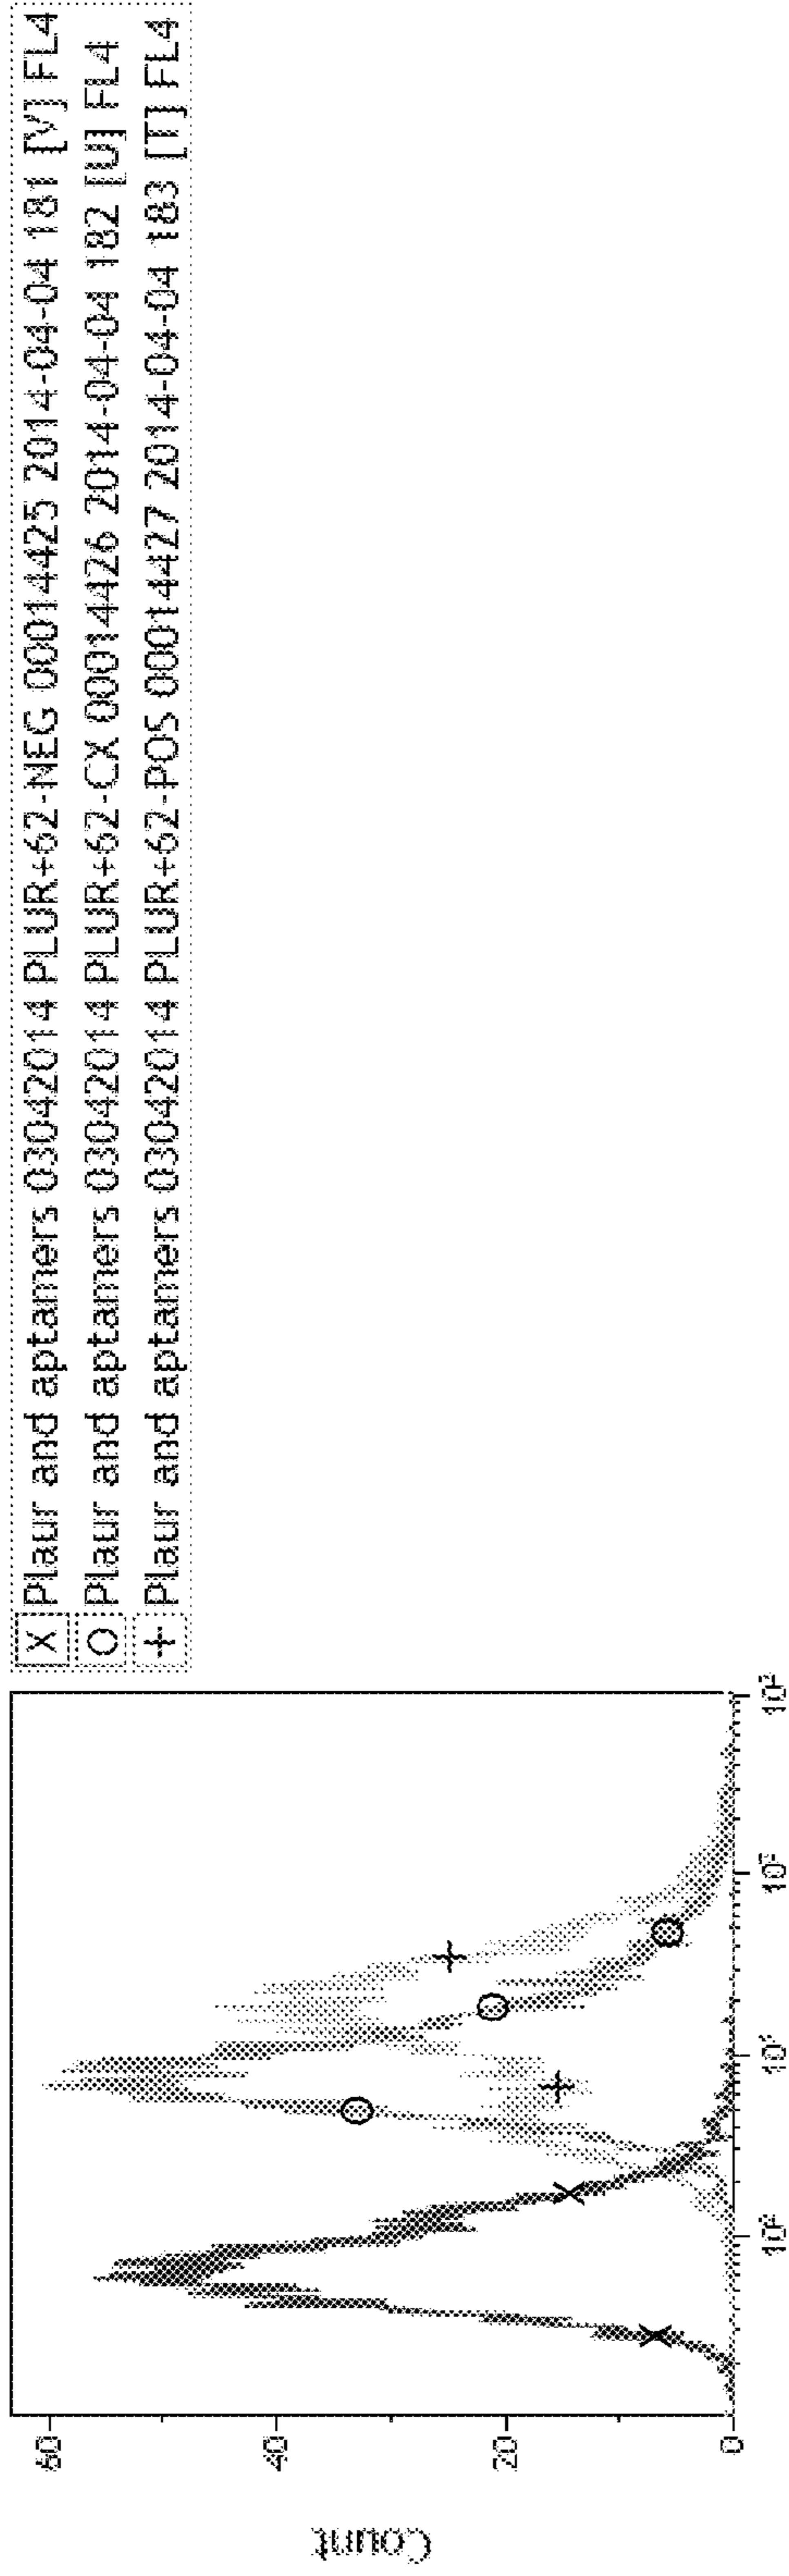 X Plaur and aptamers 03042014 PLUR+62-NEG 00014425 2014-04-04 181 [V] FL4
O Plaur and aptamers 03042014 PLUR+62-CX 00014426 2014-04-04 182 [U] FL4
+ Plaur and aptamers 03042014 PLUR+62-POS 00014427 2014-04-04 183 [T] FL4
Count
60
40
20
0